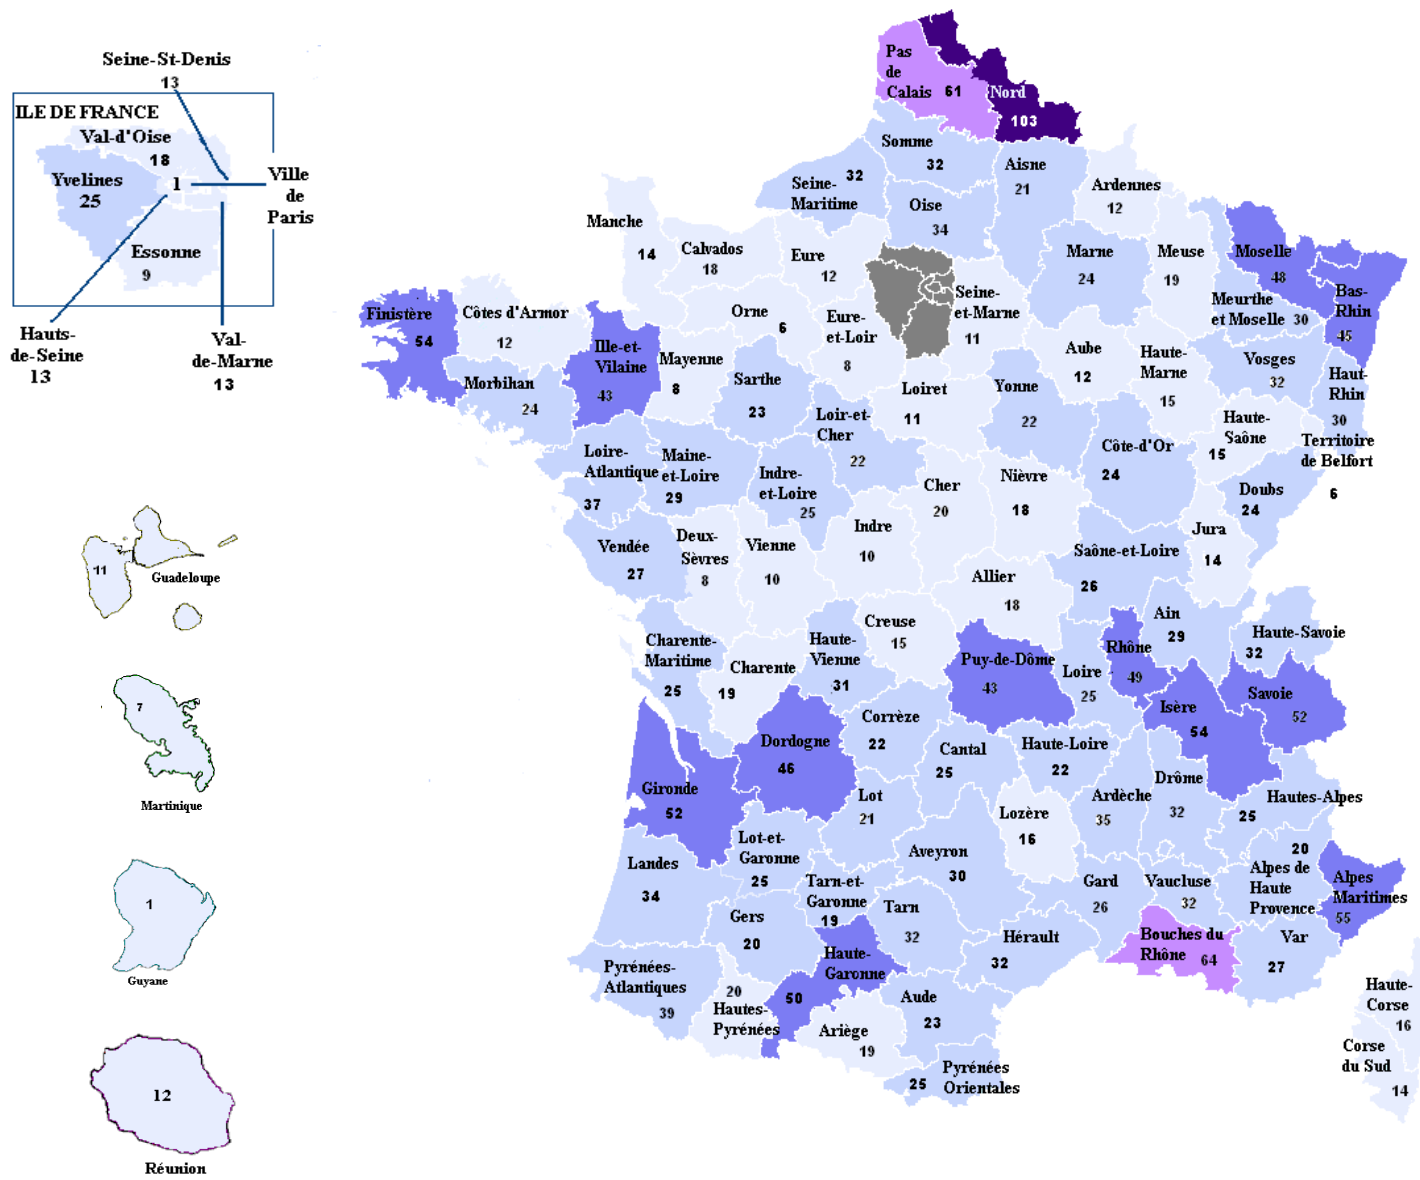 Seine-St-Denis
13
ILE DE FRANCE
Val-d'Oise
18
Yvelines
25
1
Ville
de
Paris
Essonne
9
Hauts-
de-Seine
13
Val-
de-Marne
13
11
Guadeloupe
7
Martinique
1
Guyane
12
Réunion
Pas
de
Calais 61
Nord
103
Somme
32
Aisne
21
Seine-
Maritime
32
Oise
34
Ardennes
12
Manche
14
Calvados
18
Eure
12
Marne
24
Meuse
19
Moselle
48
Meurthe
et Moselle 30
Bas-
Rhin
45
Seine-
et-Marne
11
Finistère
54
Côtes d'Armor
12
Ille-et-
Vilaine
43
Morbihan
24
Orne
6
Eure-
et-Loir
8
Mayenne
8
Sarthe
23
Loiret
11
Loir-et-
Cher
22
Yonne
22
Aube
12
Haute-
Marne
15
Vosges
32
Haut-
Rhin
30
Haute-
Saône
15
Territoire
de Belfort
6
Loire-
Atlantique
37
Maine-
et-Loire
29
Indre-
et-Loire
25
Cher
20
Nièvre
18
Côte-d'Or
24
Doubs
24
Jura
14
Vendée
27
Deux-
Sèvres
8
Vienne
10
Indre
10
Allier
18
Saône-et-Loire
26
Ain
29
Haute-Savoie
32
Charente-
Maritime
25
Charente
19
Haute-
Vienne
31
Creuse
15
Puy-de-Dôme
43
Loire
25
Rhône
49
Isère
54
Savoie
52
Gironde
52
Dordogne
46
Corrèze
22
Cantal
25
Haute-Loire
22
Ardèche
35
Drôme
32
Hautes-Alpes
25
Lot
21
Lozère
16
Landes
34
Lot-et-
Garonne
25
Tarn-et-
Garonne
19
Aveyron
30
Gard
26
Vaucluse
32
20
Alpes de
Haute
Provence
Alpes
Maritimes
55
Gers
20
Tarn
32
Hérault
32
Bouches du
Rhône 64
Var
27
Pyrénées-
Atlantiques
39
20
Hautes-
Pyrénées
Haute-
Garonne
50
Ariège
19
Aude
23
25
Pyrénées
Orientales
Haute-
Corse
16
Corse
du Sud
14